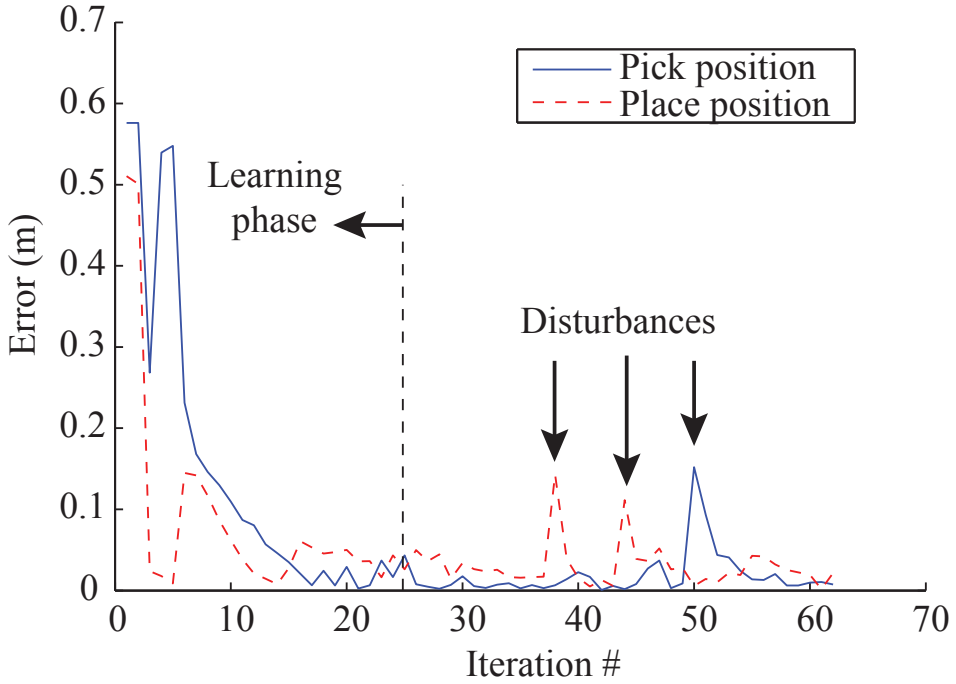 0.7
0.6
0.5
0.4
0.3
0.2
0.1
0
Error (m)
Pick position
Place position
Learning
phase
Disturbances
0 10 20 30 40 50 60 70
Iteration #